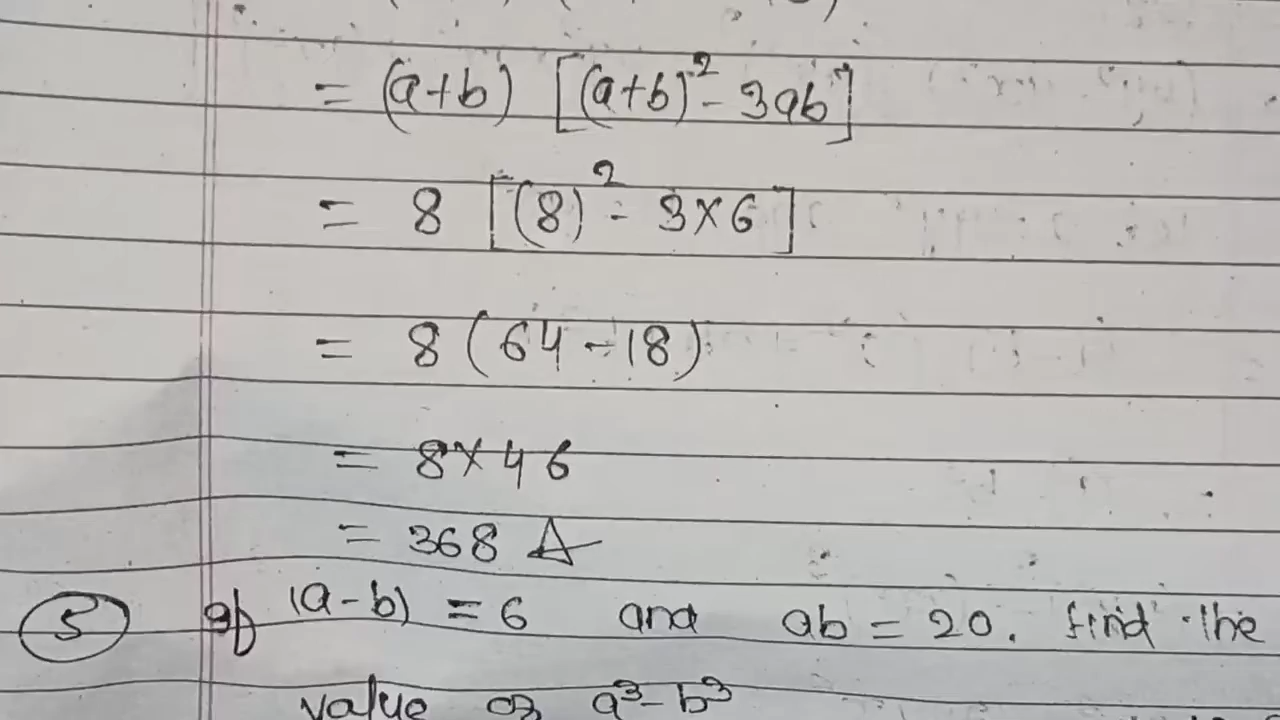 = (a+b) [(a+b)² - 3ab]
= 8 [(8)² - 3×6]
= 8 (64 - 18)
= 8×46
= 368 A
5 If (a-b) = 6 and ab = 20. find the
value of a³-b³